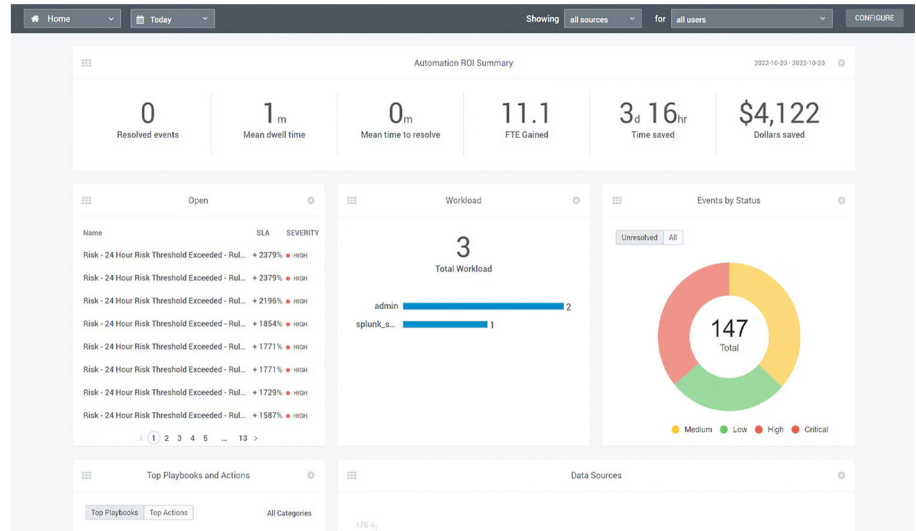 Home
Today
Showing all sources for all users CONFIGURE
Automation ROI Summary
2022-10-20 - 2022-10-20
0
Resolved events
1m
Mean dwell time
0m
Mean time to resolve
11.1
FTE Gained
3d 16hr
Time saved
$4,122
Dollars saved
Open
Name SLA SEVERITY
Risk - 24 Hour Risk Threshold Exceeded - Rul... + 2379% HIGH
Risk - 24 Hour Risk Threshold Exceeded - Rul... + 2379% HIGH
Risk - 24 Hour Risk Threshold Exceeded - Rul... + 2196% HIGH
Risk - 24 Hour Risk Threshold Exceeded - Rul... + 1854% HIGH
Risk - 24 Hour Risk Threshold Exceeded - Rul... + 1771% HIGH
Risk - 24 Hour Risk Threshold Exceeded - Rul... + 1771% HIGH
Risk - 24 Hour Risk Threshold Exceeded - Rul... + 1729% HIGH
Risk - 24 Hour Risk Threshold Exceeded - Rul... + 1587% HIGH
‹ 1 2 3 4 5 ... 13 ›
Workload
3
Total Workload
admin 2
splunk_s... 1
Events by Status
Unresolved All
147
Total
Medium Low High Critical
Top Playbooks and Actions
Top Playbooks Top Actions All Categories
Data Sources
176.4